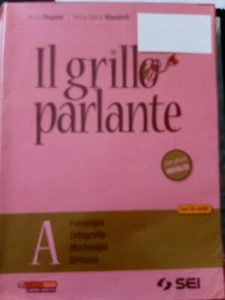 Il grillo
parlante
A
Fonologia
Ortografia
Morfologia
Sintassi
SEI